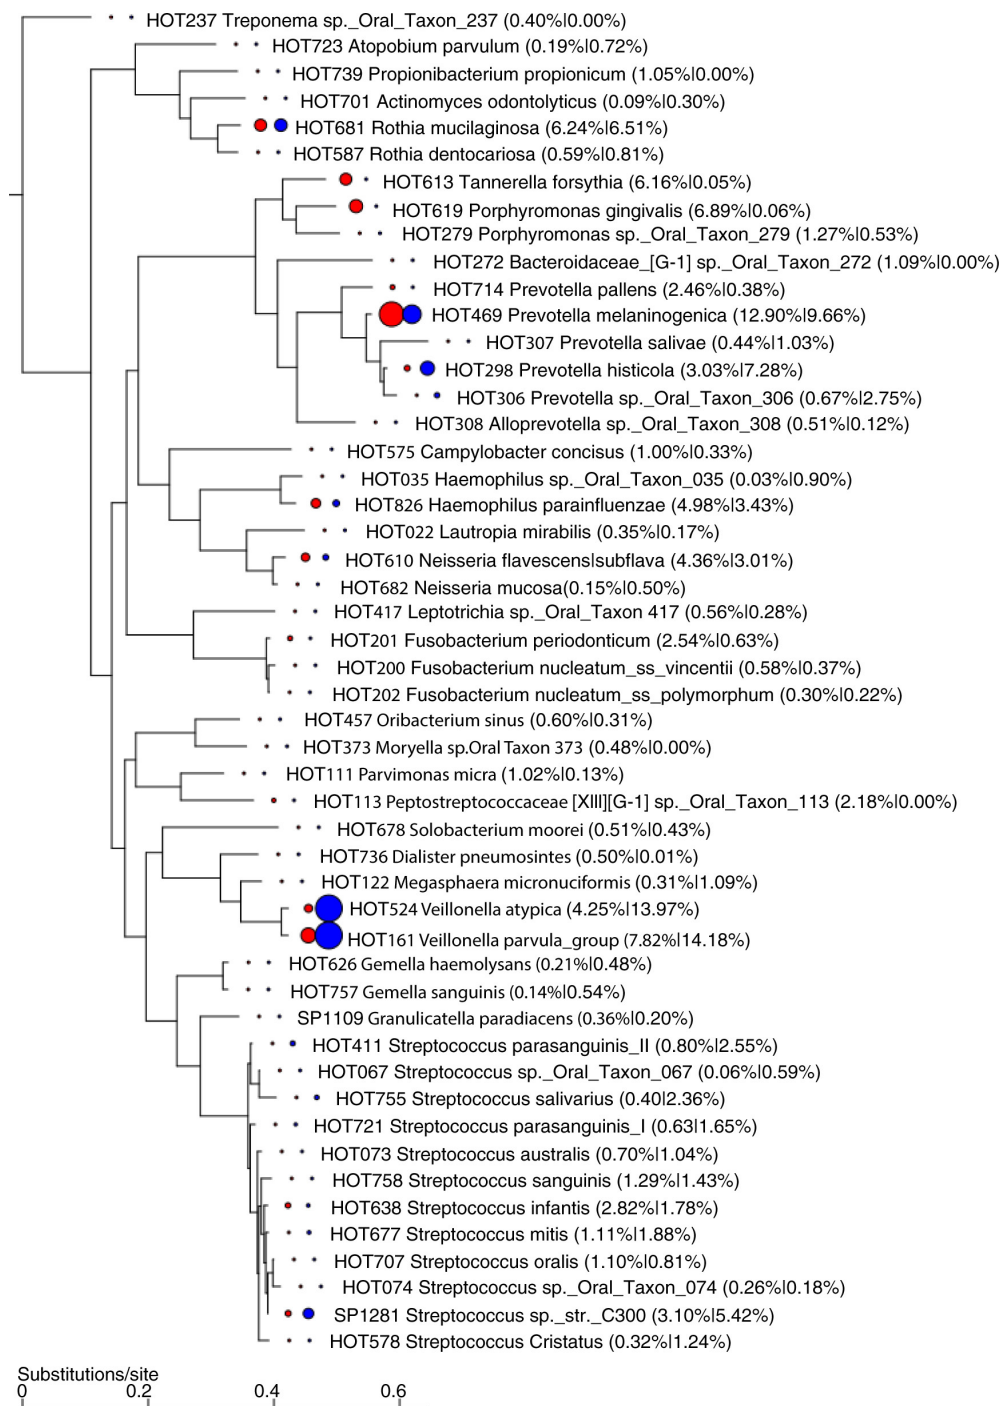 HOT237 Treponema sp._Oral_Taxon_237 (0.40%|0.00%)
HOT723 Atopobium parvulum (0.19%|0.72%)
HOT739 Propionibacterium propionicum (1.05%|0.00%)
HOT701 Actinomyces odontolyticus (0.09%|0.30%)
HOT681 Rothia mucilaginosa (6.24%|6.51%)
HOT587 Rothia dentocariosa (0.59%|0.81%)
HOT613 Tannerella forsythia (6.16%|0.05%)
HOT619 Porphyromonas gingivalis (6.89%|0.06%)
HOT279 Porphyromonas sp._Oral_Taxon_279 (1.27%|0.53%)
HOT272 Bacteroidaceae_[G-1] sp._Oral_Taxon_272 (1.09%|0.00%)
HOT714 Prevotella pallens (2.46%|0.38%)
HOT469 Prevotella melaninogenica (12.90%|9.66%)
HOT307 Prevotella salivae (0.44%|1.03%)
HOT298 Prevotella histicola (3.03%|7.28%)
HOT306 Prevotella sp._Oral_Taxon_306 (0.67%|2.75%)
HOT308 Alloprevotella sp._Oral_Taxon_308 (0.51%|0.12%)
HOT575 Campylobacter concisus (1.00%|0.33%)
HOT035 Haemophilus sp._Oral_Taxon_035 (0.03%|0.90%)
HOT826 Haemophilus parainfluenzae (4.98%|3.43%)
HOT022 Lautropia mirabilis (0.35%|0.17%)
HOT610 Neisseria flavescens|subflava (4.36%|3.01%)
HOT682 Neisseria mucosa(0.15%|0.50%)
HOT417 Leptotrichia sp._Oral_Taxon 417 (0.56%|0.28%)
HOT201 Fusobacterium periodonticum (2.54%|0.63%)
HOT200 Fusobacterium nucleatum_ss_vincentii (0.58%|0.37%)
HOT202 Fusobacterium nucleatum_ss_polymorphum (0.30%|0.22%)
HOT457 Oribacterium sinus (0.60%|0.31%)
HOT373 Moryella sp.Oral Taxon 373 (0.48%|0.00%)
HOT111 Parvimonas micra (1.02%|0.13%)
HOT113 Peptostreptococcaceae [XIII][G-1] sp._Oral_Taxon_113 (2.18%|0.00%)
HOT678 Solobacterium moorei (0.51%|0.43%)
HOT736 Dialister pneumosintes (0.50%|0.01%)
HOT122 Megasphaera micronuciformis (0.31%|1.09%)
HOT524 Veillonella atypica (4.25%|13.97%)
HOT161 Veillonella parvula_group (7.82%|14.18%)
HOT626 Gemella haemolysans (0.21%|0.48%)
HOT757 Gemella sanguinis (0.14%|0.54%)
SP1109 Granulicatella paradiacens (0.36%|0.20%)
HOT411 Streptococcus parasanguinis_II (0.80%|2.55%)
HOT067 Streptococcus sp._Oral_Taxon_067 (0.06%|0.59%)
HOT755 Streptococcus salivarius (0.40|2.36%)
HOT721 Streptococcus parasanguinis_I (0.63|1.65%)
HOT073 Streptococcus australis (0.70%|1.04%)
HOT758 Streptococcus sanguinis (1.29%|1.43%)
HOT638 Streptococcus infantis (2.82%|1.78%)
HOT677 Streptococcus mitis (1.11%|1.88%)
HOT707 Streptococcus oralis (1.10%|0.81%)
HOT074 Streptococcus sp._Oral_Taxon_074 (0.26%|0.18%)
SP1281 Streptococcus sp._str._C300 (3.10%|5.42%)
HOT578 Streptococcus Cristatus (0.32%|1.24%)
Substitutions/site
0 0.2 0.4 0.6